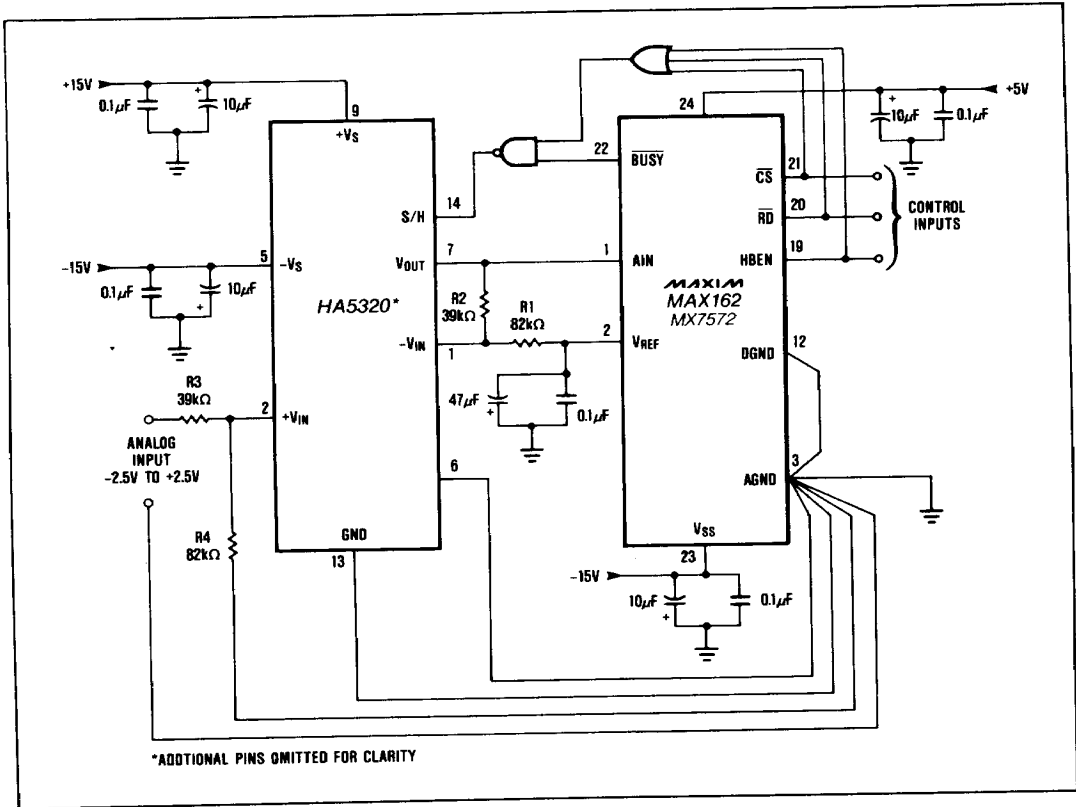 +15V
0.1µF
10µF
+
9
+VS
24
+
10µF
0.1µF
+5V
22
BUSY
21
CS
20
RD
19
HBEN
CONTROL
INPUTS
14
S/H
-15V
0.1µF
10µF
+
5
-VS
HA5320*
7
VOUT
1
AIN
R2
39kΩ
R1
82kΩ
MAXIM
MAX162
MX7572
-VIN
1
2
VREF
12
DGND
47µF
+
0.1µF
R3
39kΩ
2
+VIN
ANALOG
INPUT
-2.5V TO +2.5V
6
3
AGND
R4
82kΩ
GND
13
VSS
23
-15V
10µF
+
0.1µF
*ADDTIONAL PINS OMITTED FOR CLARITY